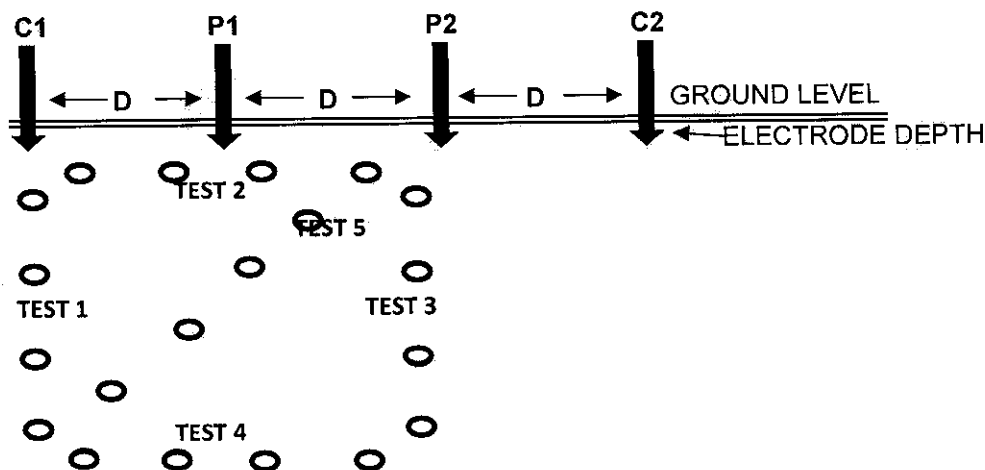 C1 P1 P2 C2
D D D GROUND LEVEL
ELECTRODE DEPTH
TEST 2
TEST 5
TEST 1 TEST 3
TEST 4